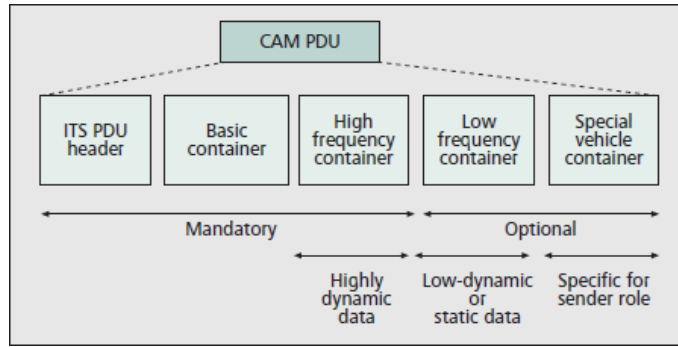 CAM PDU
ITS PDU
header
Basic
container
High
frequency
container
Low
frequency
container
Special
vehicle
container
Mandatory
Optional
Highly
dynamic
data
Low-dynamic
or
static data
Specific for
sender role